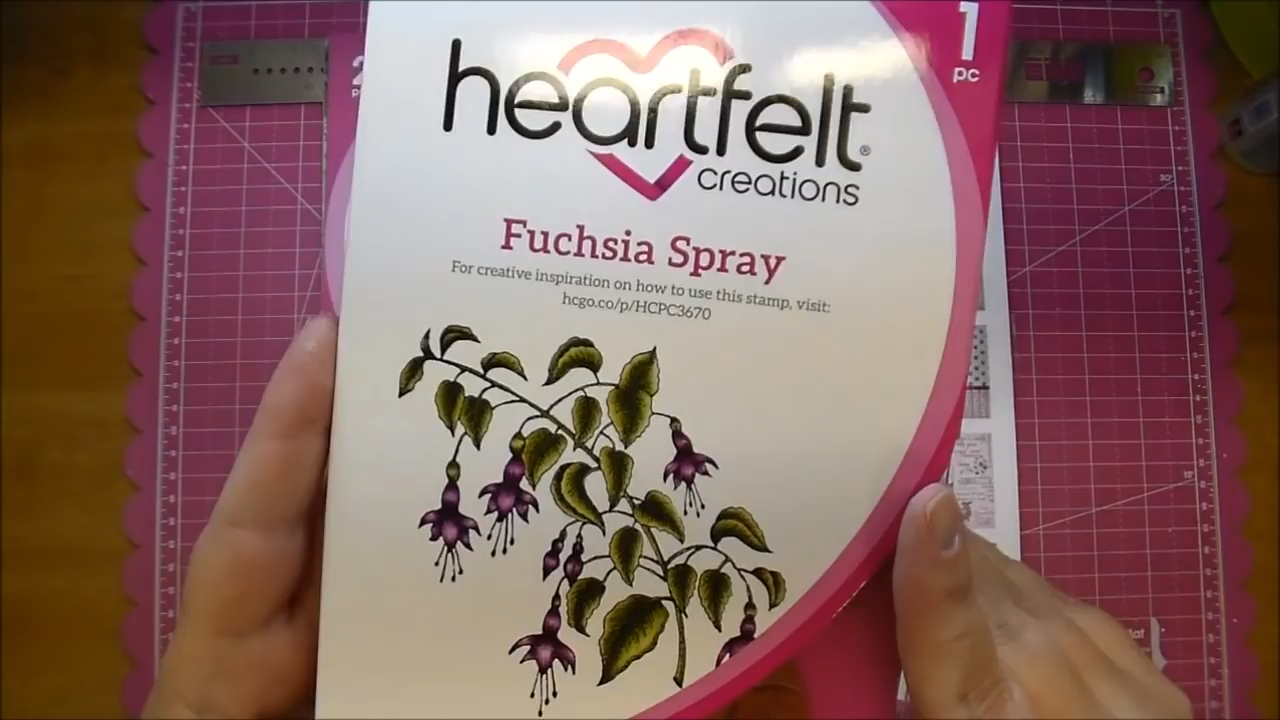 1
pc
heartfelt®
creations
Fuchsia Spray
For creative inspiration on how to use this stamp, visit:
hcgo.co/p/HCPC3670